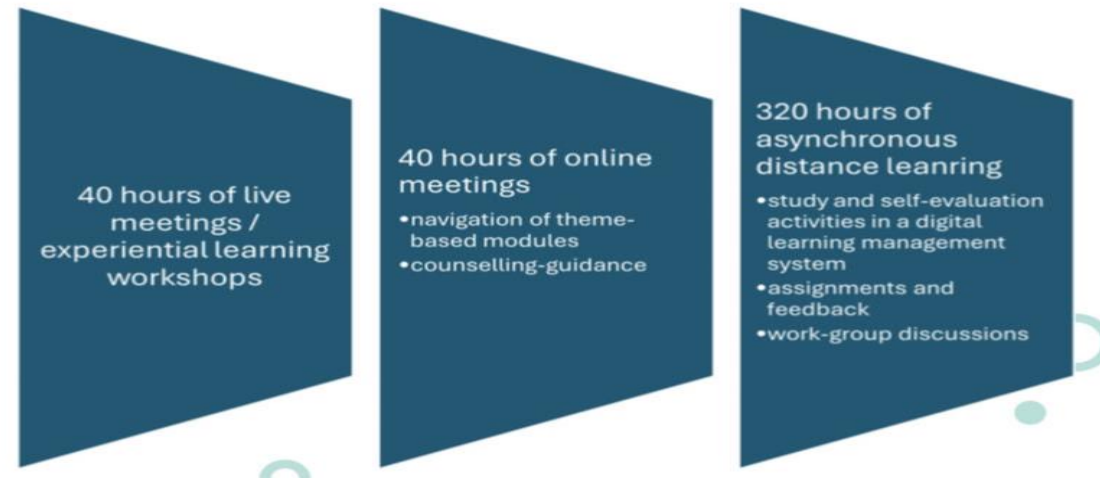 40 hours of live
meetings /
experiential learning
workshops
40 hours of online
meetings
•navigation of theme-
based modules
•counselling-guidance
320 hours of
asynchronous
distance leanring
•study and self-evaluation
activities in a digital
learning management
system
•assignments and
feedback
•work-group discussions